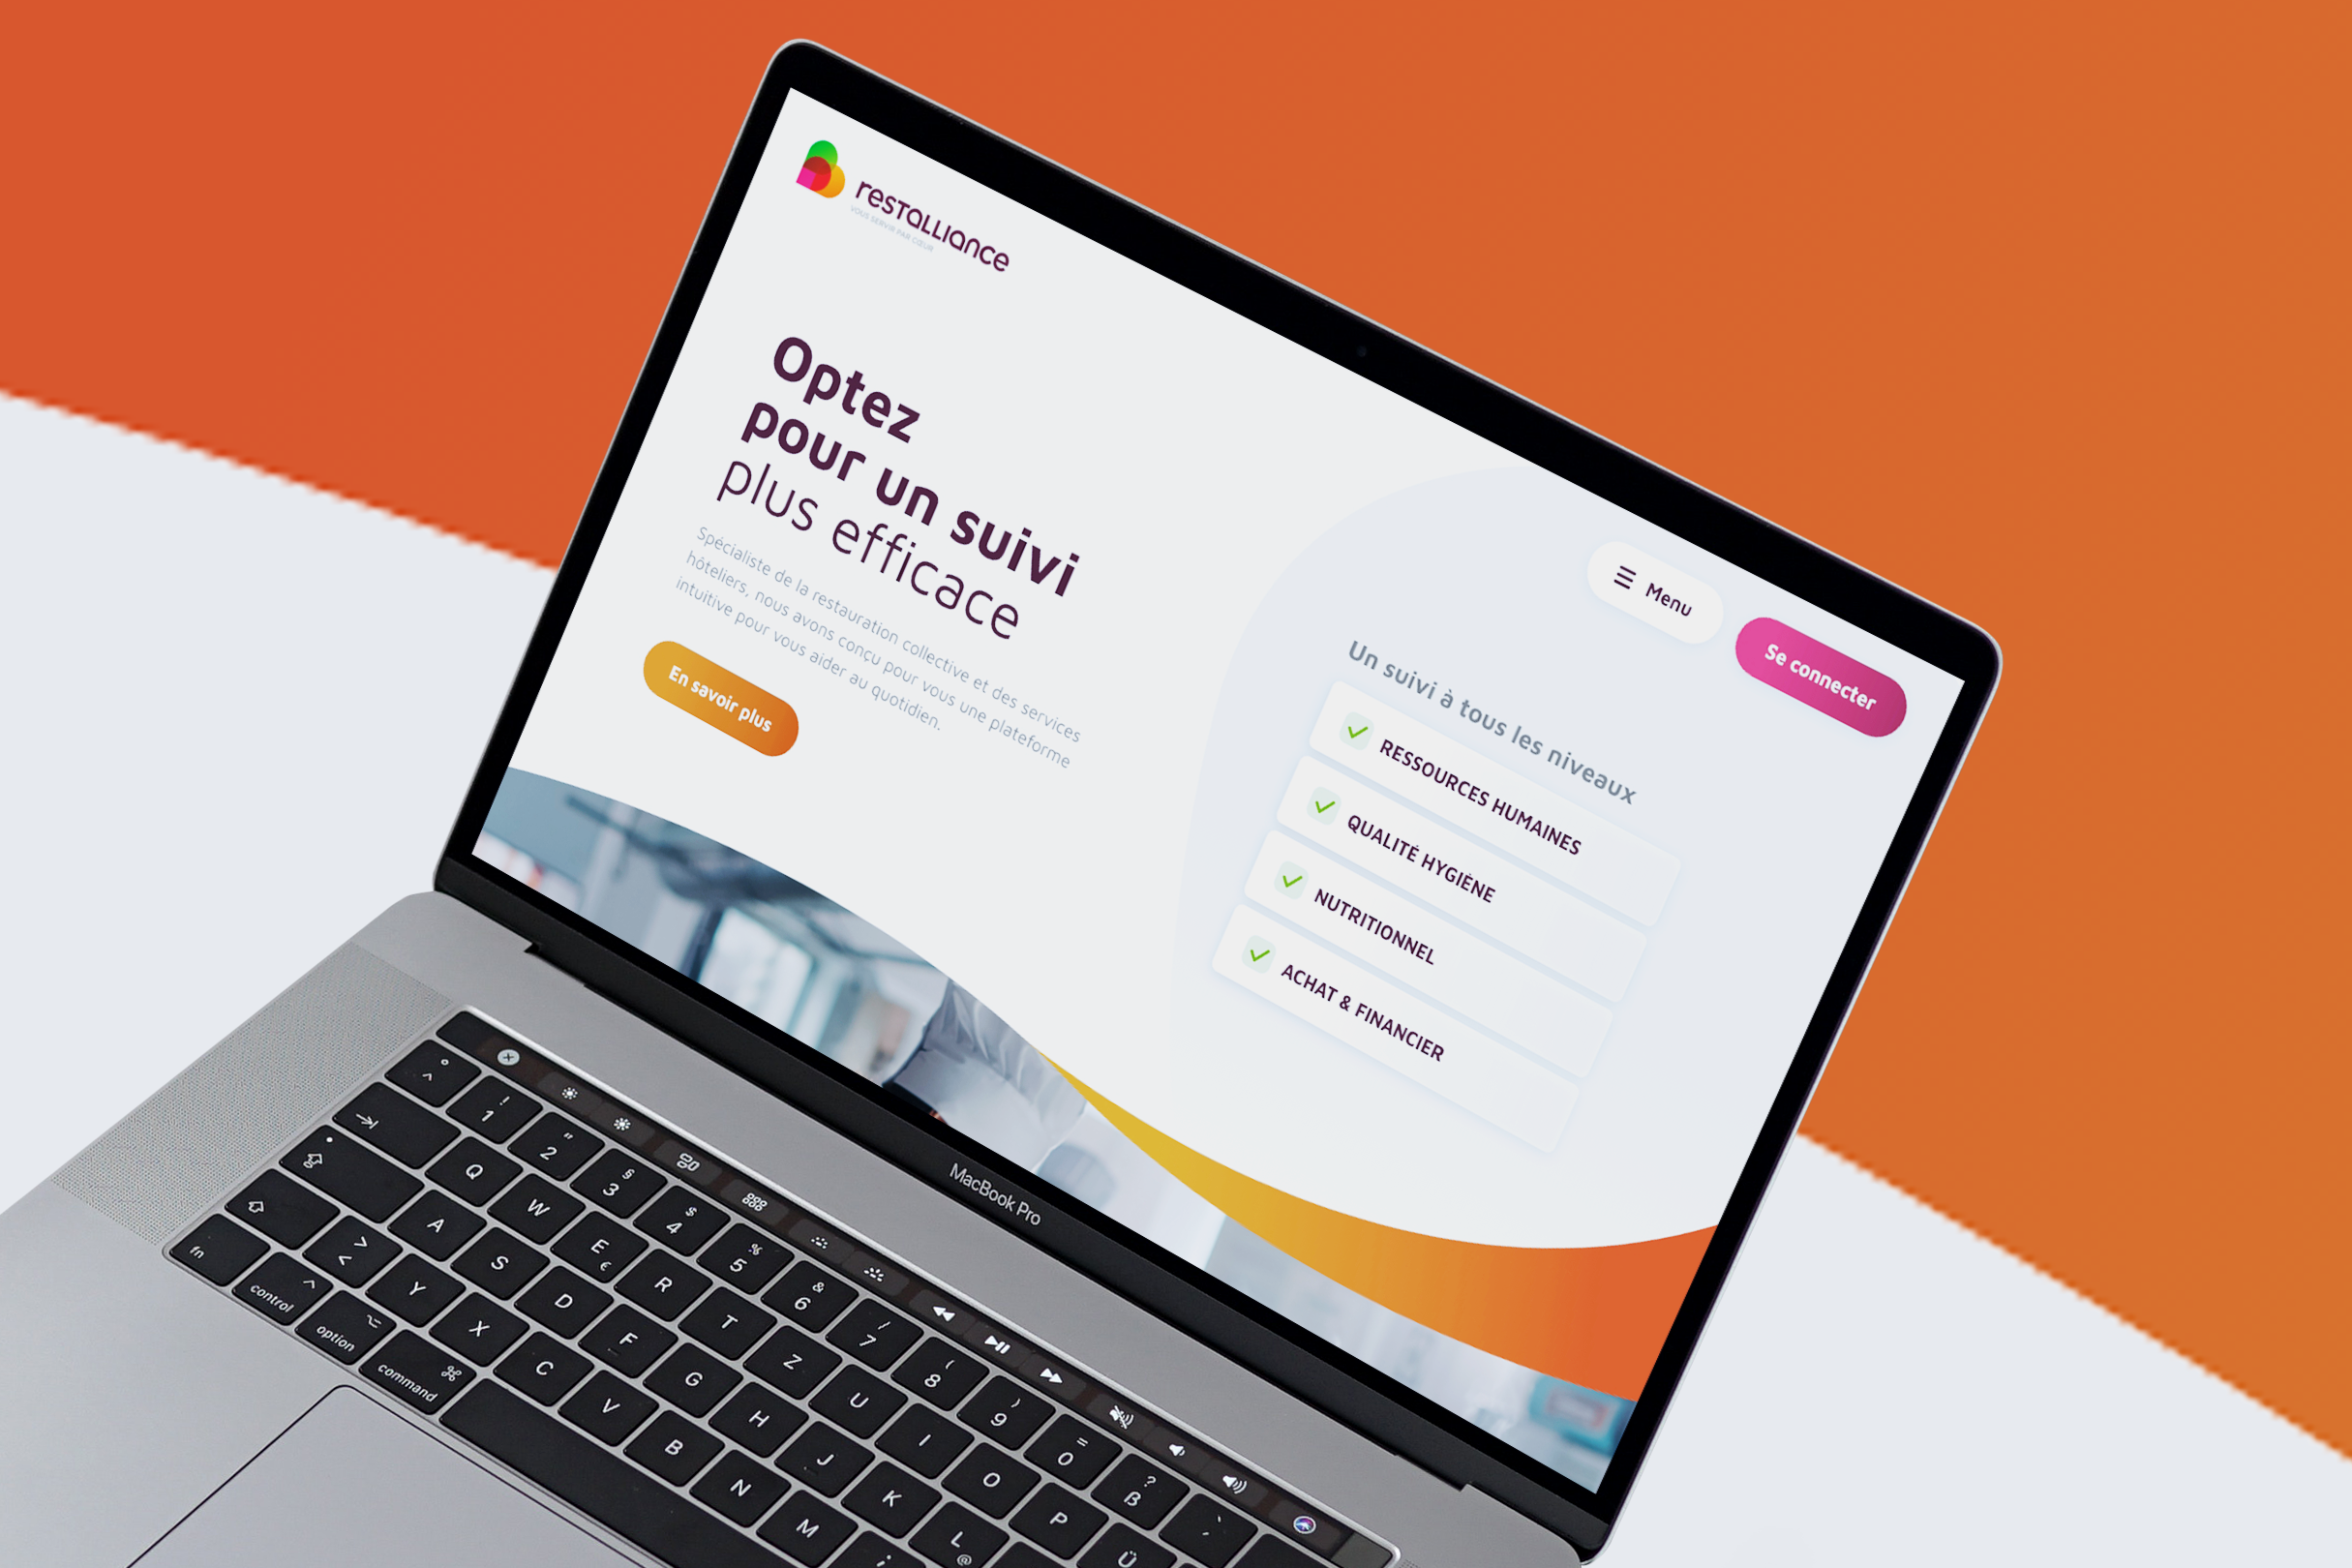 restalliance
VOUS SERVIR PAR CŒUR
Menu
Se connecter
Optez
pour un suivi
plus efficace
Spécialiste de la restauration collective et des services
hôteliers, nous avons conçu pour vous une plateforme
intuitive pour vous aider au quotidien.
En savoir plus
Un suivi à tous les niveaux
RESSOURCES HUMAINES
QUALITÉ HYGIÈNE
NUTRITIONNEL
ACHAT & FINANCIER
MacBook Pro
^ °
1 !
2 "
3 §
4 $
5 %
6 &
7 /
8 (
9 )
0 =
ß ?
Q W E € R T Z U I O P Ü
A S D F G H J K L @
< > Y X C V B N M
fn control ^ option command ⌘